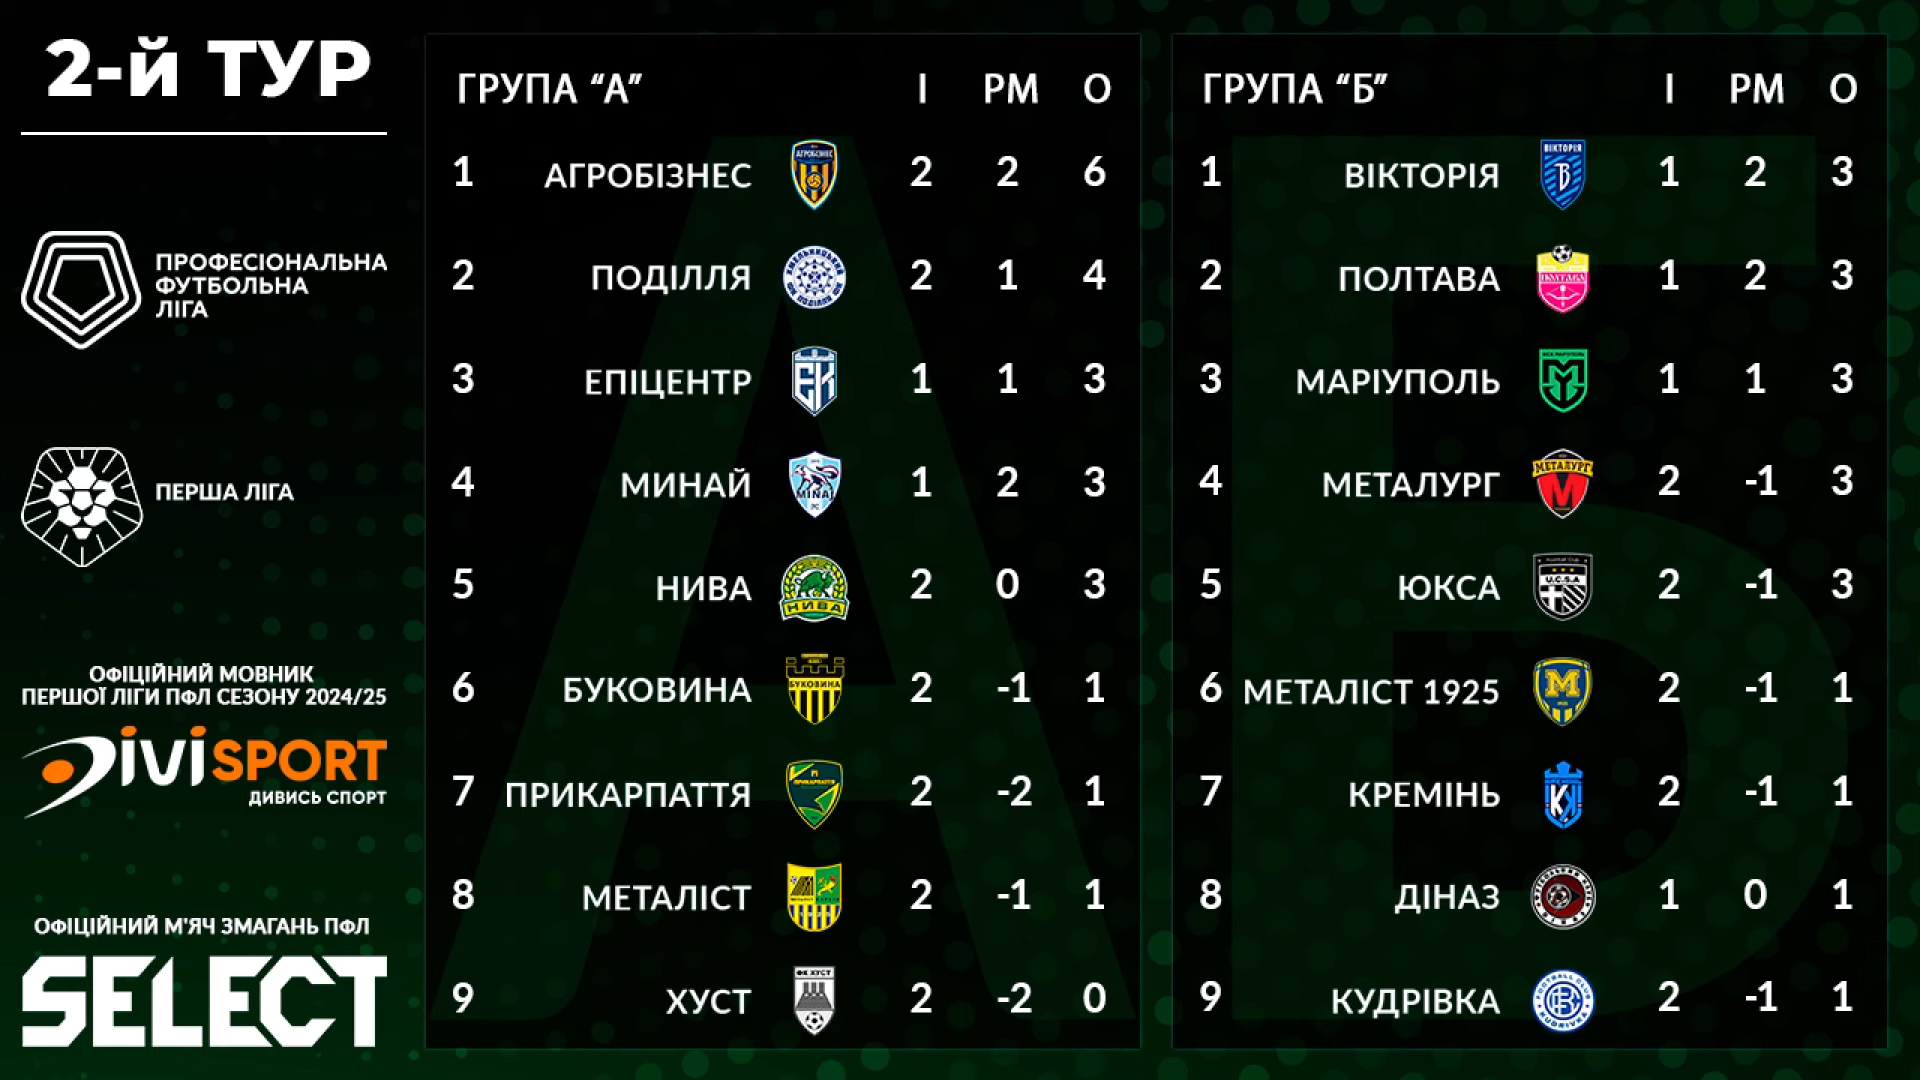 2-й ТУР
ПРОФЕСІОНАЛЬНА
ФУТБОЛЬНА
ЛІГА
ПЕРША ЛІГА
ОФІЦІЙНИЙ МОВНИК
ПЕРШОЇ ЛІГИ ПФЛ СЕЗОНУ 2024/25
DIVI SPORT
ДИВИСЬ СПОРТ
ОФІЦІЙНИЙ М'ЯЧ ЗМАГАНЬ ПФЛ
SELECT
ГРУПА “А” І РМ О
1 АГРОБІЗНЕС 2 2 6
2 ПОДІЛЛЯ 2 1 4
3 ЕПІЦЕНТР 1 1 3
4 МИНАЙ 1 2 3
5 НИВА 2 0 3
6 БУКОВИНА 2 -1 1
7 ПРИКАРПАТТЯ 2 -2 1
8 МЕТАЛІСТ 2 -1 1
9 ХУСТ 2 -2 0
ГРУПА “Б” І РМ О
1 ВІКТОРІЯ 1 2 3
2 ПОЛТАВА 1 2 3
3 МАРІУПОЛЬ 1 1 3
4 МЕТАЛУРГ 2 -1 3
5 ЮКСА 2 -1 3
6 МЕТАЛІСТ 1925 2 -1 1
7 КРЕМІНЬ 2 -1 1
8 ДІНАЗ 1 0 1
9 КУДРІВКА 2 -1 1